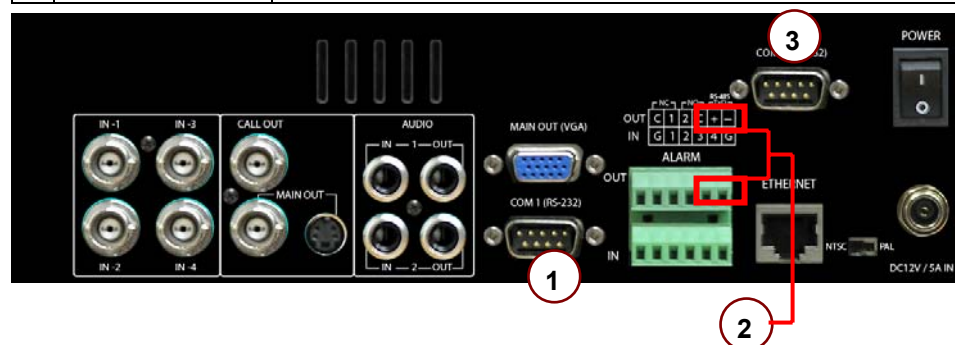 3
POWER
COM
32)
RS-485
NC
NO
OUT C 1 2 C + −
IN G 1 2 3 4 G
IN -1
IN -3
CALL OUT
AUDIO
IN — 1 — OUT
MAIN OUT (VGA)
ALARM
OUT
ETHERNET
MAIN OUT
COM 1 (RS-232)
NTSC
PAL
IN
IN -2
IN -4
IN — 2 — OUT
DC12V / 5A IN
1
2